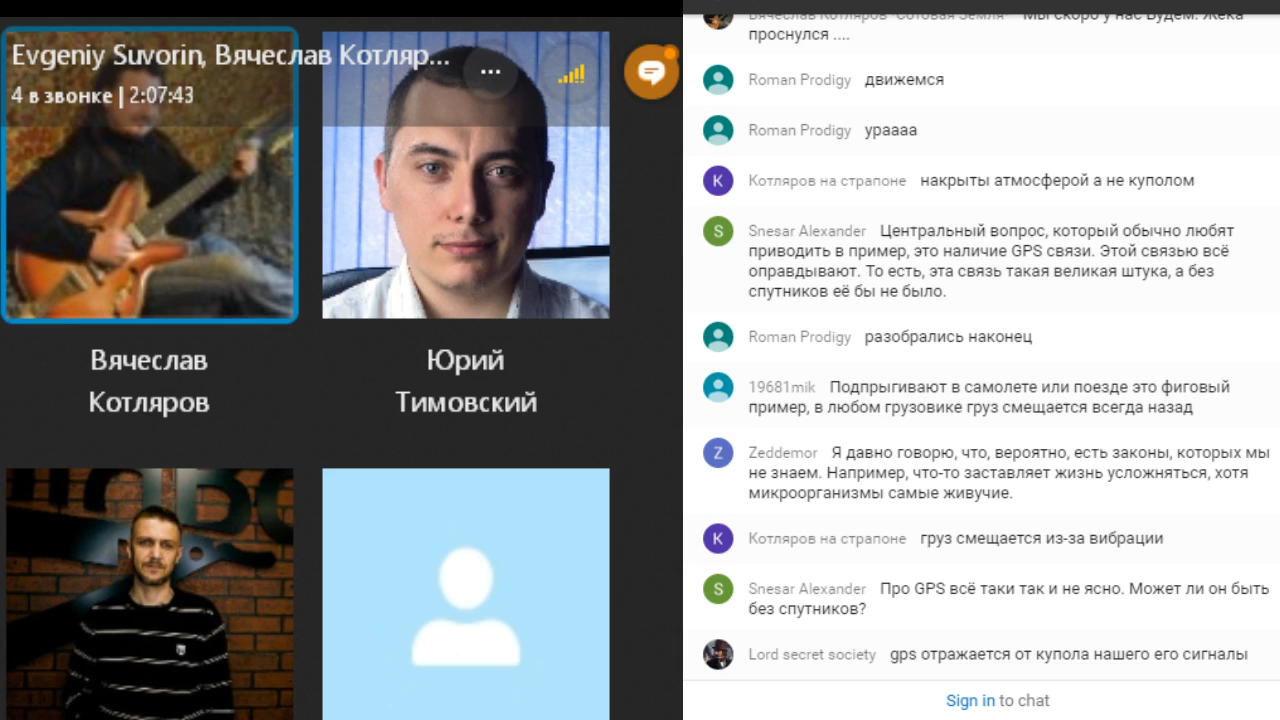 Evgeniy Suvorin, Вячеслав Котляр...
4 в звонке | 2:07:43
Вячеслав
Котляров
Юрий
Тимовский
Вячеслав Котляров "Сотовая Земля" Мы скоро у нас будем. Жека
проснулся ....
Roman Prodigy движемся
Roman Prodigy ураааа
К Котляров на страпоне накрыты атмосферой а не куполом
S Snesar Alexander Центральный вопрос, который обычно любят
приводить в пример, это наличие GPS связи. Этой связью всё
оправдывают. То есть, эта связь такая великая штука, а без
спутников её бы не было.
Roman Prodigy разобрались наконец
19681mik Подпрыгивают в самолете или поезде это фиговый
пример, в любом грузовике груз смещается всегда назад
Z Zeddemor Я давно говорю, что, вероятно, есть законы, которых мы
не знаем. Например, что-то заставляет жизнь усложняться, хотя
микроорганизмы самые живучие.
К Котляров на страпоне груз смещается из-за вибрации
S Snesar Alexander Про GPS всё таки так и не ясно. Может ли он быть
без спутников?
Lord secret society gps отражается от купола нашего его сигналы
Sign in to chat